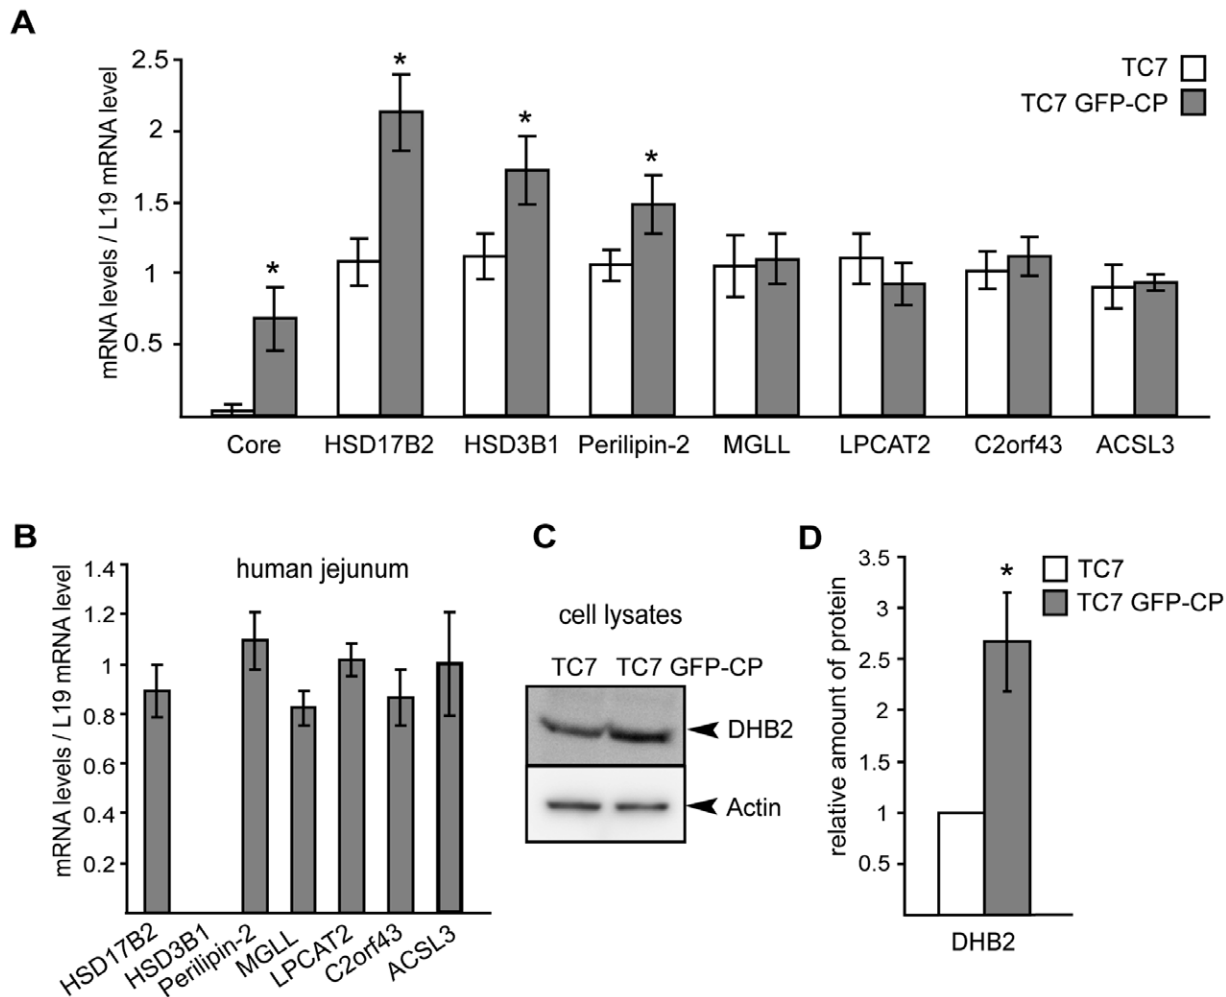 A
mRNA levels / L19 mRNA level
2.5
2
1.5
1
0.5
* * * *
TC7
TC7 GFP-CP
Core HSD17B2 HSD3B1 Perilipin-2 MGLL LPCAT2 C2orf43 ACSL3
B
human jejunum
mRNA levels / L19 mRNA level
1.4
1.2
1
0.8
0.6
0.4
0.2
HSD17B2 HSD3B1 Perilipin-2 MGLL LPCAT2 C2orf43 ACSL3
C
cell lysates
TC7 TC7 GFP-CP
DHB2
Actin
D
relative amount of protein
3.5
3
2.5
2
1.5
1
0.5
*
TC7
TC7 GFP-CP
DHB2